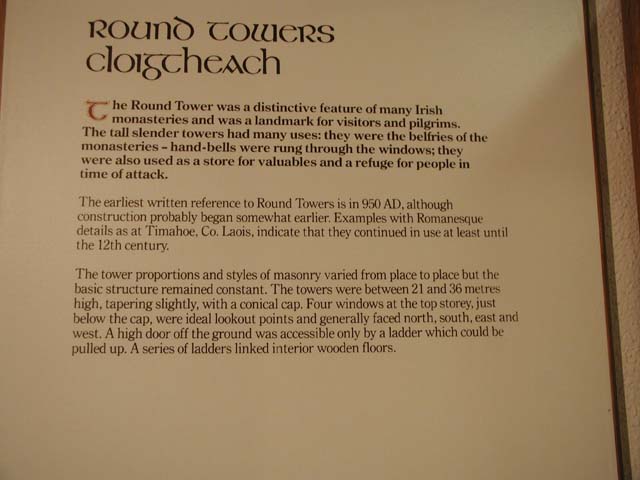 ROUND TOWERS
cloigtheach
The Round Tower was a distinctive feature of many Irish
monasteries and was a landmark for visitors and pilgrims.
The tall slender towers had many uses: they were the belfries of the
monasteries – hand-bells were rung through the windows; they
were also used as a store for valuables and a refuge for people in
time of attack.
The earliest written reference to Round Towers is in 950 AD, although
construction probably began somewhat earlier. Examples with Romanesque
details as at Timahoe, Co. Laois, indicate that they continued in use at least until
the 12th century.
The tower proportions and styles of masonry varied from place to place but the
basic structure remained constant. The towers were between 21 and 36 metres
high, tapering slightly, with a conical cap. Four windows at the top storey, just
below the cap, were ideal lookout points and generally faced north, south, east and
west. A high door off the ground was accessible only by a ladder which could be
pulled up. A series of ladders linked interior wooden floors.